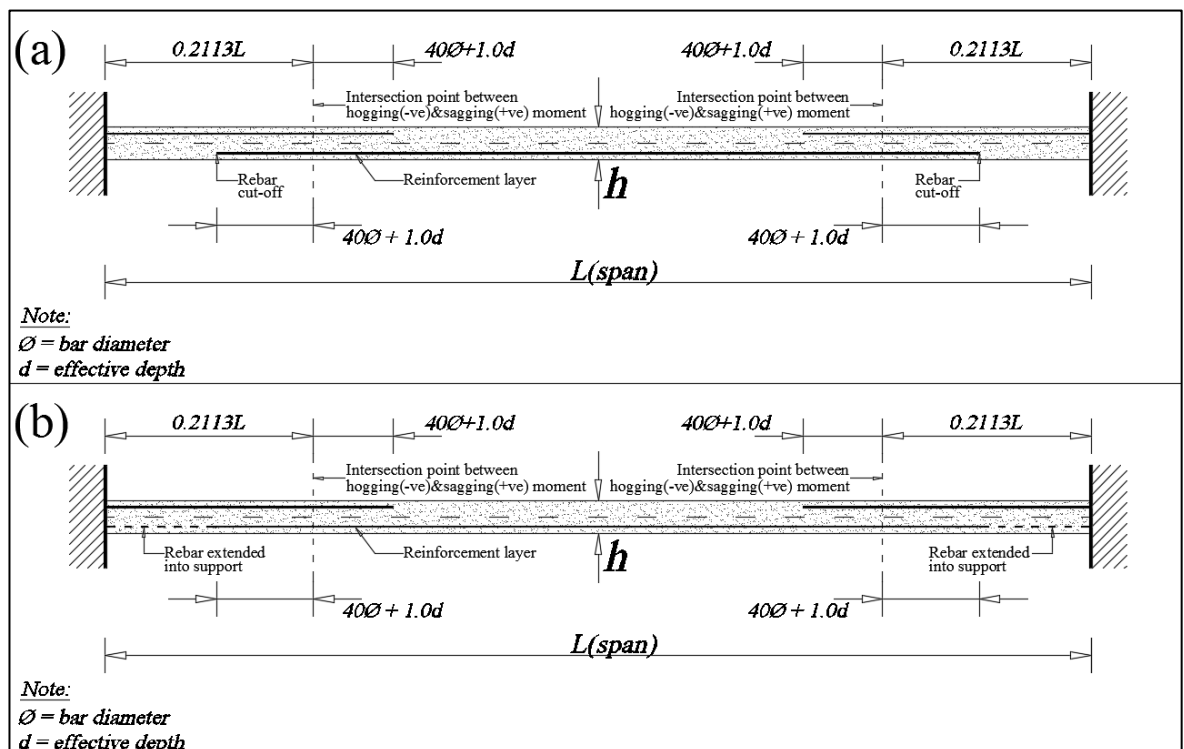 (a)
0.2113L
40Ø+1.0d
40Ø+1.0d
0.2113L
Intersection point between
hogging(-ve)&sagging(+ve) moment
Intersection point between
hogging(-ve)&sagging(+ve) moment
Rebar
cut-off
Reinforcement layer
h
Rebar
cut-off
40Ø + 1.0d
40Ø + 1.0d
L(span)
Note:
Ø = bar diameter
d = effective depth
(b)
0.2113L
40Ø+1.0d
40Ø+1.0d
0.2113L
Intersection point between
hogging(-ve)&sagging(+ve) moment
Intersection point between
hogging(-ve)&sagging(+ve) moment
Rebar extended
into support
Reinforcement layer
h
Rebar extended
into support
40Ø + 1.0d
40Ø + 1.0d
L(span)
Note:
Ø = bar diameter
d = effective depth